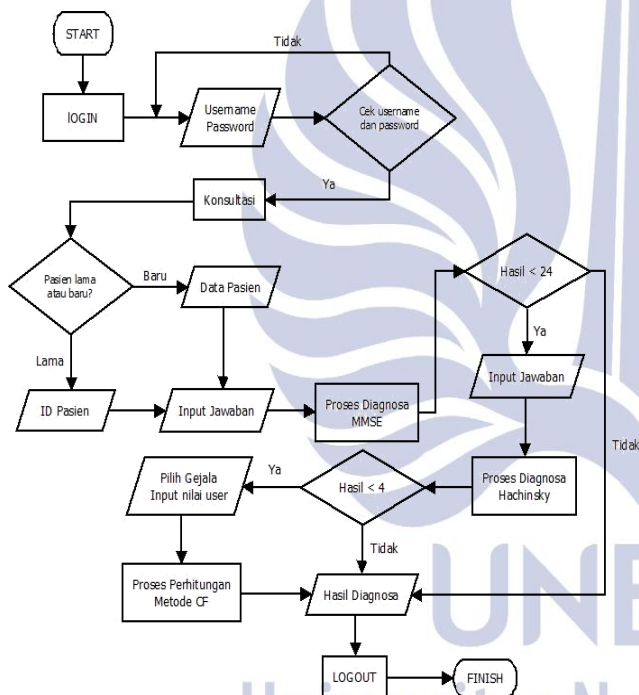 START
Tidak
lOGIN
Username
Password
Cek username
dan password
Ya
Konsultasi
Pasien lama
atau baru?
Baru
Data Pasien
Hasil < 24
Ya
Lama
Input Jawaban
ID Pasien
Input Jawaban
Proses Diagnosa
MMSE
Tidak
Pilih Gejala
Input nilai user
Ya
Hasil < 4
Proses Diagnosa
Hachinsky
Tidak
Proses Perhitungan
Metode CF
Hasil Diagnosa
UNE
LOGOUT
FINISH